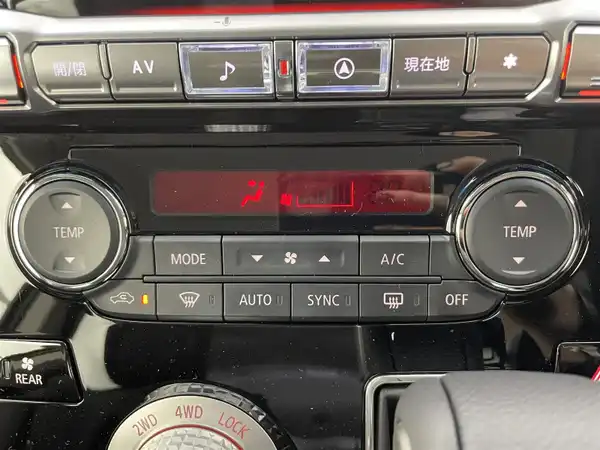 開/閉 AV 現在地
TEMP TEMP
MODE A/C
AUTO SYNC OFF
REAR
2WD 4WD LOCK